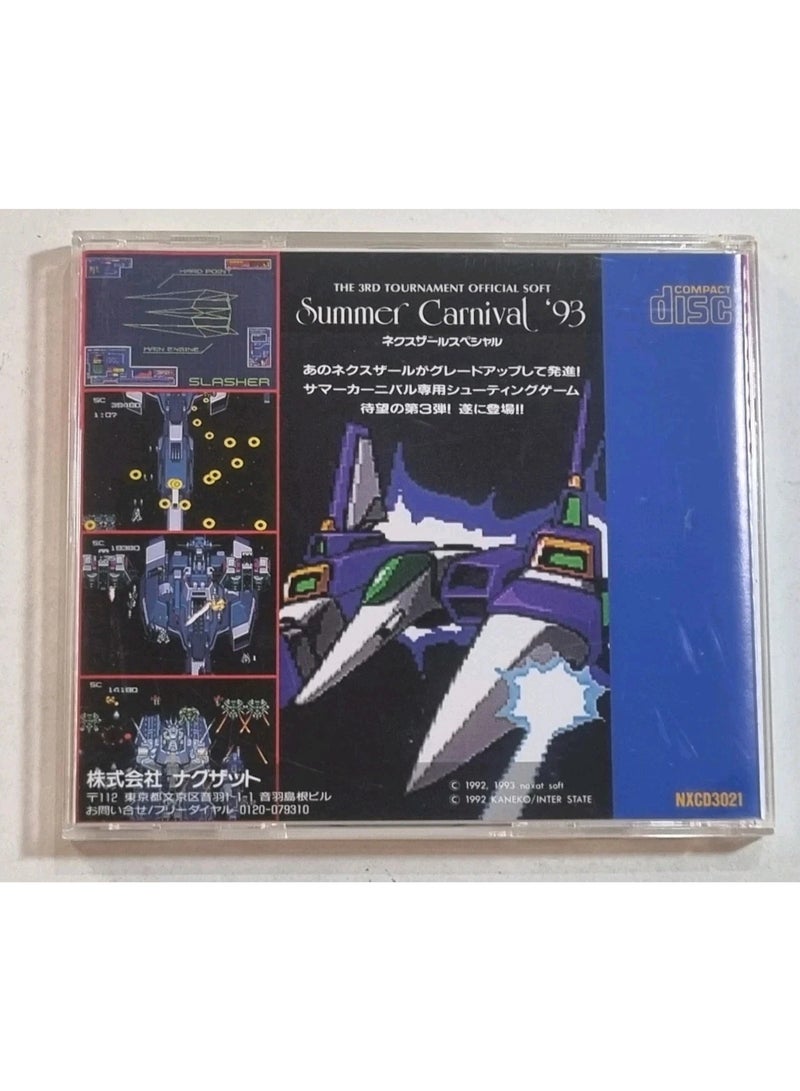 HARD POINT
MAIN ENGINE
SLASHER
SC 39480
1:07
SC 18380
SC 14180
THE 3RD TOURNAMENT OFFICIAL SOFT
Summer Carnival '93
ネクスザールスペシャル
あのネクスザールがグレードアップして発進!
サマーカーニバル専用シューティングゲーム
待望の第3弾! 遂に登場!!
COMPACT
disc
株式会社 ナグザット
〒112 東京都文京区音羽1-1-1 音羽島根ビル
お問い合せ/フリーダイヤル 0120-079310
© 1992, 1993 naxat soft
© 1992 KANEKO/INTER STATE
NXCD3021